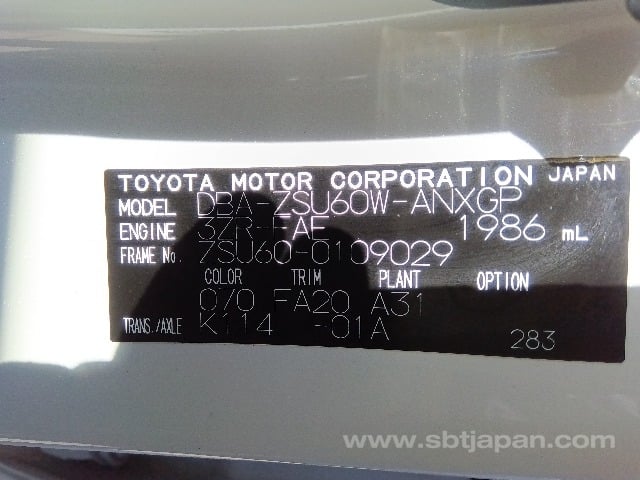 TOYOTA MOTOR CORPORATION JAPAN
MODEL DBA-ZSU60W-ANXGP
ENGINE 3ZR-FAE 1986 mL
FRAME No. ZSU60-0109029
COLOR TRIM PLANT OPTION
070 FA20 A31
TRANS./AXLE K114 -01A
283
www.sbtjapan.com